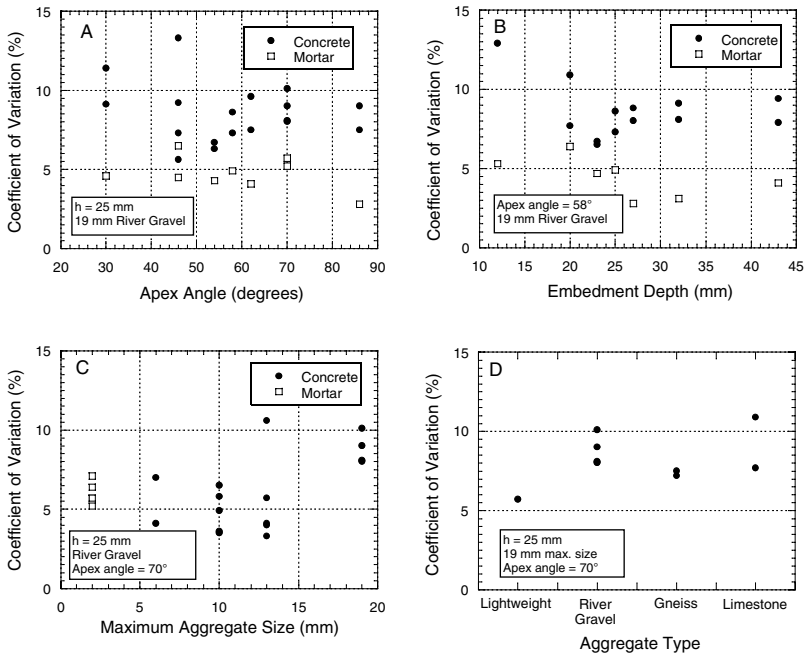 A
Concrete
Mortar
h = 25 mm
19 mm River Gravel
Coefficient of Variation (%)
15
10
5
0
20 30 40 50 60 70 80 90
Apex Angle (degrees)
B
Concrete
Mortar
Apex angle = 58°
19 mm River Gravel
Coefficient of Variation (%)
15
10
5
0
10 15 20 25 30 35 40 45
Embedment Depth (mm)
C
Concrete
Mortar
h = 25 mm
River Gravel
Apex angle = 70°
Coefficient of Variation (%)
15
10
5
0
0 5 10 15 20
Maximum Aggregate Size (mm)
D
h = 25 mm
19 mm max. size
Apex angle = 70°
Coefficient of Variation (%)
15
10
5
0
Lightweight River Gneiss Limestone
Gravel
Aggregate Type